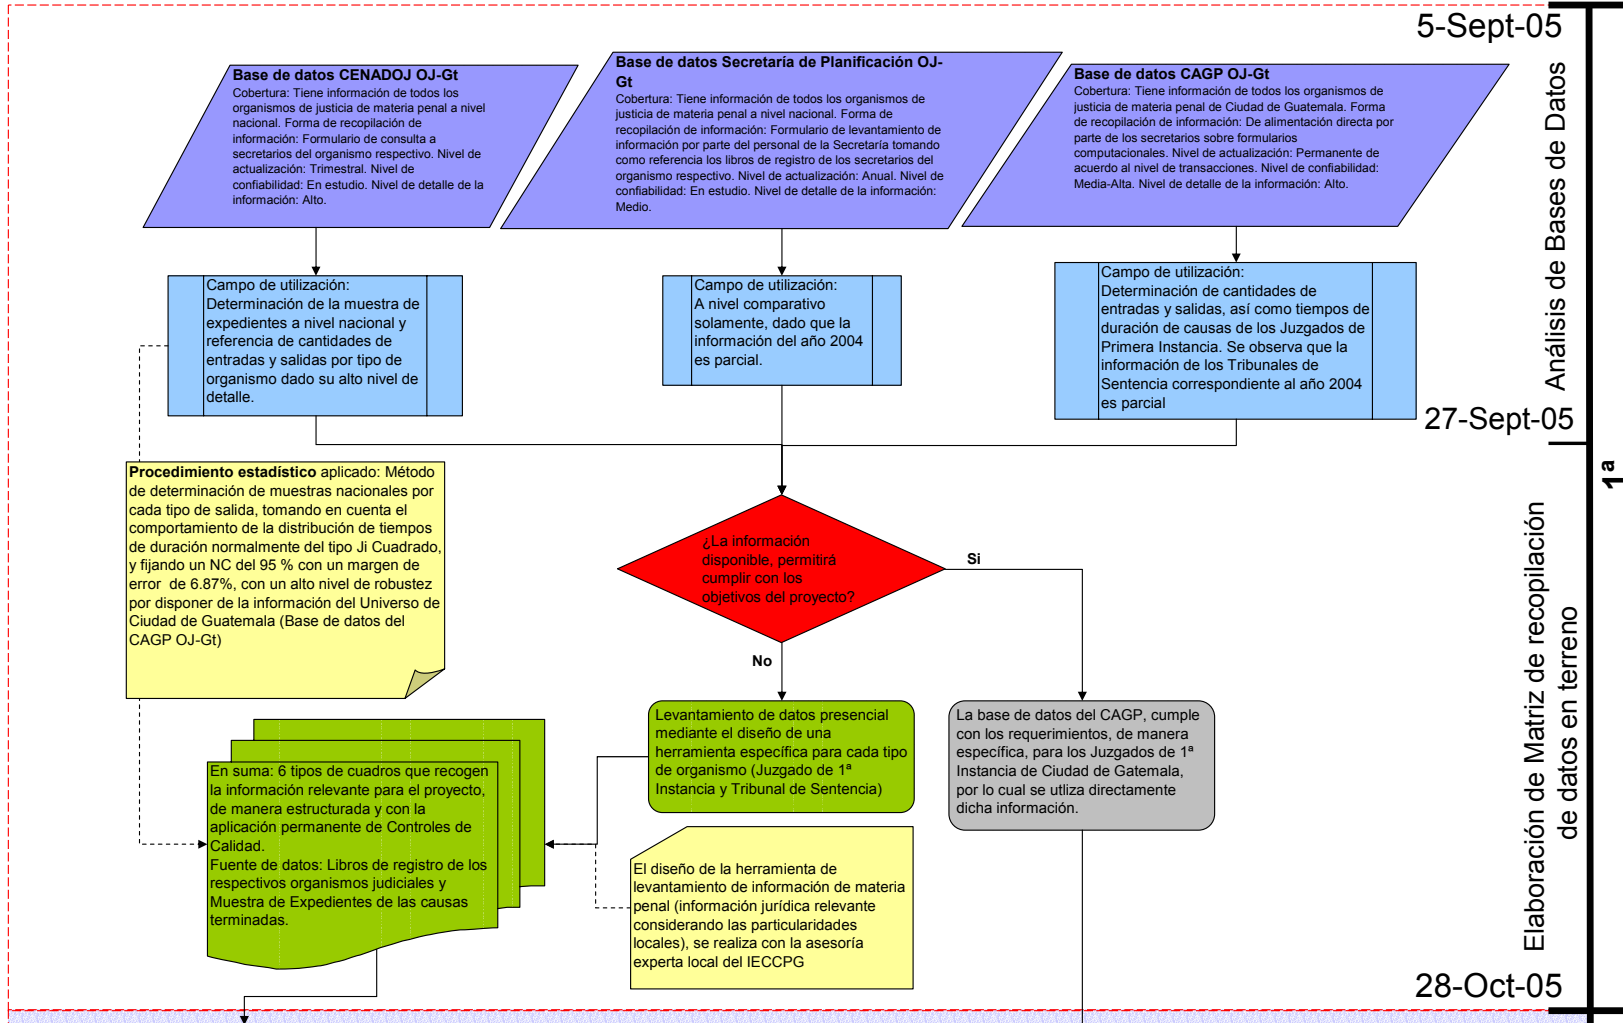 5-Sept-05
Base de datos CENADOJ OJ-Gt
Cobertura: Tiene información de todos los
organismos de justicia de materia penal a nivel
nacional. Forma de recopilación de
información: Formulario de consulta a
secretarios del organismo respectivo. Nivel de
actualización: Trimestral. Nivel de
confiabilidad: En estudio. Nivel de detalle de la
información: Alto.
Base de datos Secretaría de Planificación OJ-
Gt
Cobertura: Tiene información de todos los organismos de
justicia de materia penal a nivel nacional. Forma de
recopilación de información: Formulario de levantamiento de
información por parte del personal de la Secretaría tomando
como referencia los libros de registro de los secretarios del
organismo respectivo. Nivel de actualización: Anual. Nivel de
confiabilidad: En estudio. Nivel de detalle de la información:
Medio.
Base de datos CAGP OJ-Gt
Cobertura: Tiene información de todos los organismos de
justicia de materia penal de Ciudad de Guatemala. Forma
de recopilación de información: De alimentación directa por
parte de los secretarios sobre formularios
computacionales. Nivel de actualización: Permanente de
acuerdo al nivel de transacciones. Nivel de confiabilidad:
Media-Alta. Nivel de detalle de la información: Alto.
Análisis de Bases de Datos
Campo de utilización:
Determinación de la muestra de
expedientes a nivel nacional y
referencia de cantidades de
entradas y salidas por tipo de
organismo dado su alto nivel de
detalle.
Campo de utilización:
A nivel comparativo
solamente, dado que la
información del año 2004
es parcial.
Campo de utilización:
Determinación de cantidades de
entradas y salidas, así como tiempos de
duración de causas de los Juzgados de
Primera Instancia. Se observa que la
información de los Tribunales de
Sentencia correspondiente al año 2004
es parcial
27-Sept-05
1ª
Procedimiento estadístico aplicado: Método
de determinación de muestras nacionales por
cada tipo de salida, tomando en cuenta el
comportamiento de la distribución de tiempos
de duración normalmente del tipo Ji Cuadrado,
y fijando un NC del 95 % con un margen de
error  de 6.87%, con un alto nivel de robustez
por disponer de la información del Universo de
Ciudad de Guatemala (Base de datos del
CAGP OJ-Gt)
¿La información
disponible, permitirá
cumplir con los
objetivos del proyecto?
Si
No
Elaboración de Matriz de recopilación
de datos en terreno
Levantamiento de datos presencial
mediante el diseño de una
herramienta específica para cada tipo
de organismo (Juzgado de 1ª
Instancia y Tribunal de Sentencia)
La base de datos del CAGP, cumple
con los requerimientos, de manera
específica, para los Juzgados de 1ª
Instancia de Ciudad de Gatemala,
por lo cual se utliza directamente
dicha información.
En suma: 6 tipos de cuadros que recogen
la información relevante para el proyecto,
de manera estructurada y con la
aplicación permanente de Controles de
Calidad.
Fuente de datos: Libros de registro de los
respectivos organismos judiciales y
Muestra de Expedientes de las causas
terminadas.
El diseño de la herramienta de
levantamiento de información de materia
penal (información jurídica relevante
considerando las particularidades
locales), se realiza con la asesoría
experta local del IECCPG
28-Oct-05